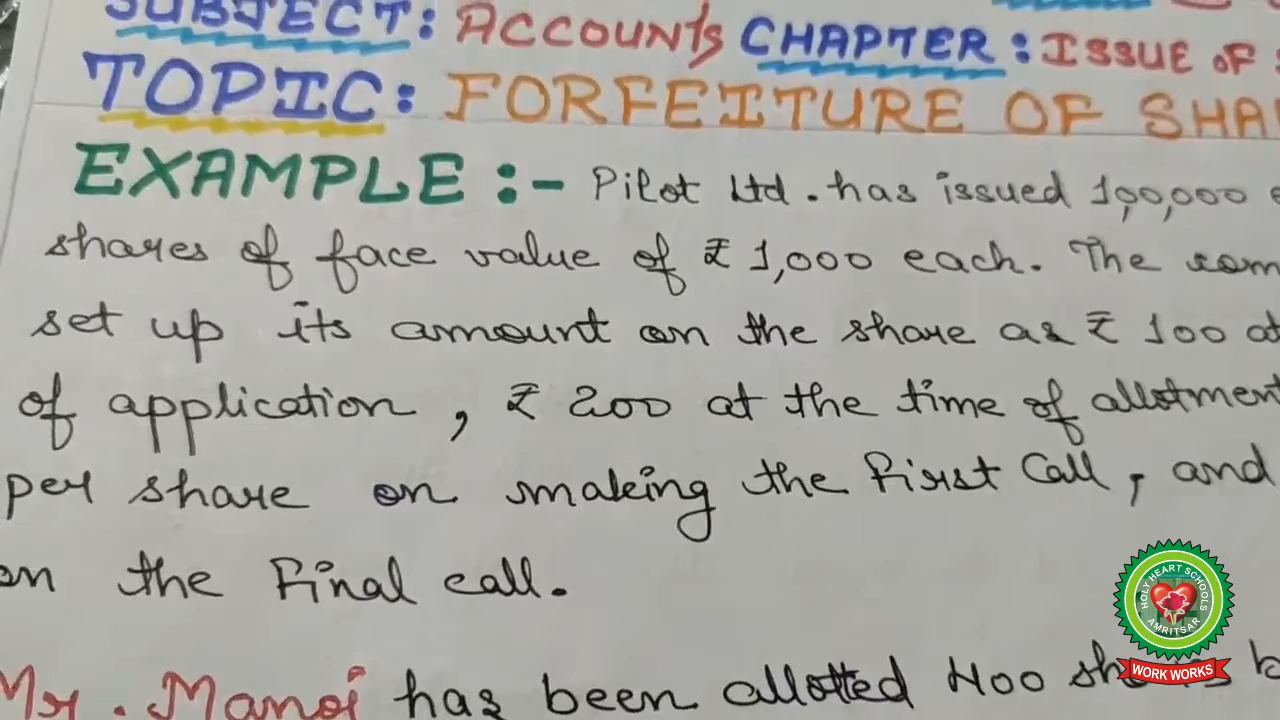 SUBJECT: ACCOUNTS CHAPTER: ISSUE OF
TOPIC: FORFEITURE OF SHA
EXAMPLE :- Pilot Ltd. has issued 1,00,000
shares of face value of ₹ 1,000 each. The com
set up its amount on the share as ₹ 100 at
of application, ₹ 200 at the time of allotment
per share on making the First Call, and
on the Final call.
Mr. Manoj has been allotted 400
HOLY HEART SCHOOLS
AMRITSAR
WORK WORKS